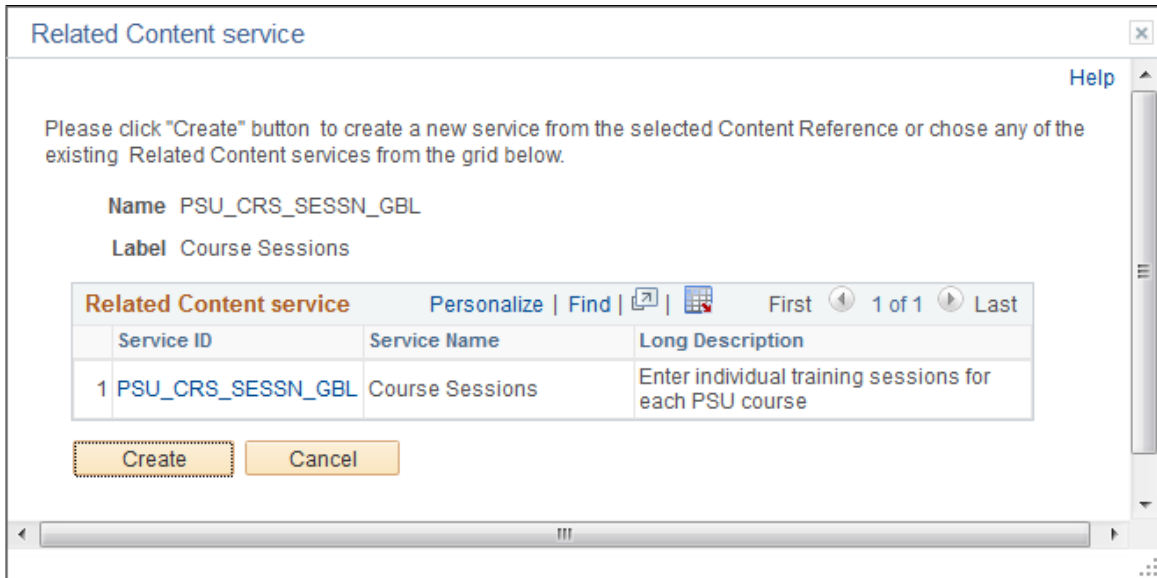 Related Content service
Help
Please click "Create" button to create a new service from the selected Content Reference or chose any of the
existing Related Content services from the grid below.
Name PSU_CRS_SESSN_GBL
Label Course Sessions
Related Content service Personalize | Find | | First 1 of 1 Last
Service ID Service Name Long Description
1 PSU_CRS_SESSN_GBL Course Sessions Enter individual training sessions for
each PSU course
Create Cancel